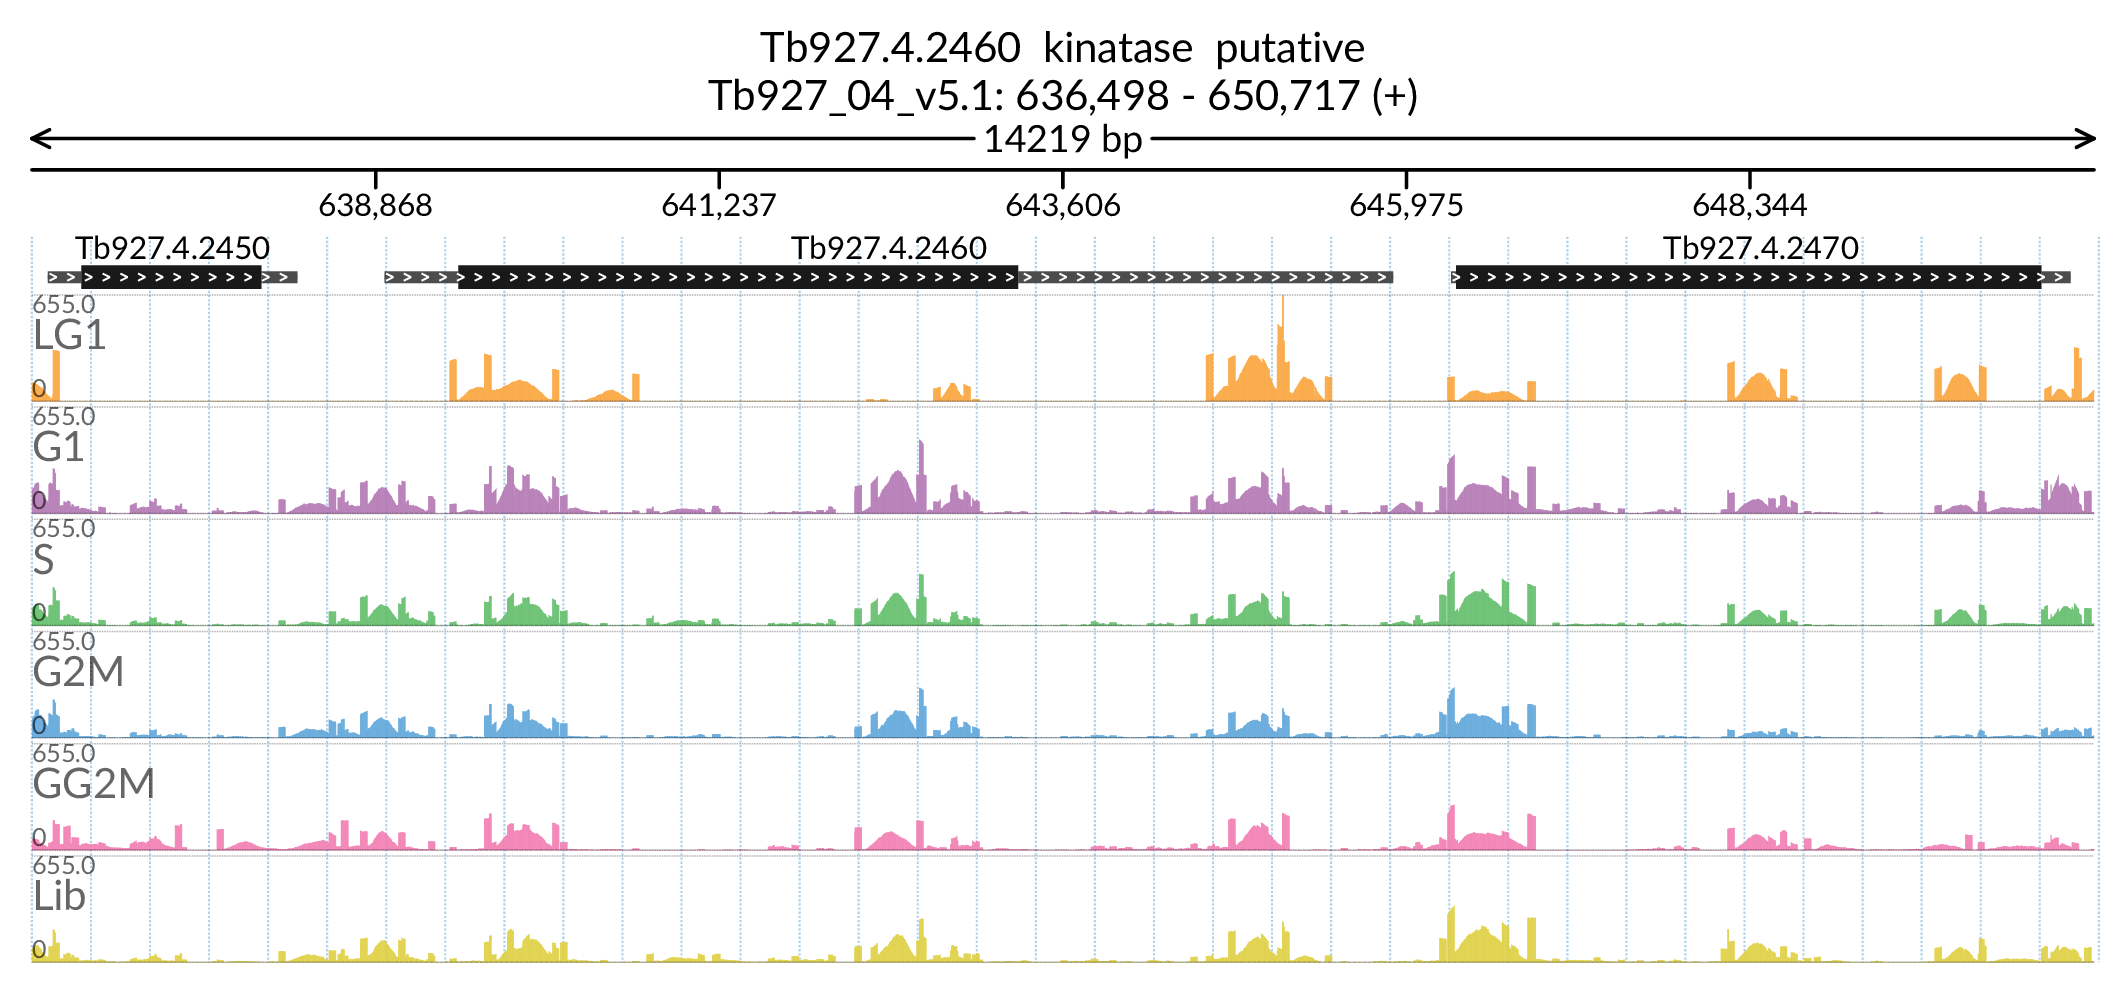 Tb927.4.2460 kinatase putative
Tb927_04_v5.1: 636,498 - 650,717 (+)
14219 bp
638,868 641,237 643,606 645,975 648,344
Tb927.4.2450 Tb927.4.2460 Tb927.4.2470
655.0
LG1
0
655.0
G1
0
655.0
S
0
655.0
G2M
0
655.0
GG2M
0
655.0
Lib
0